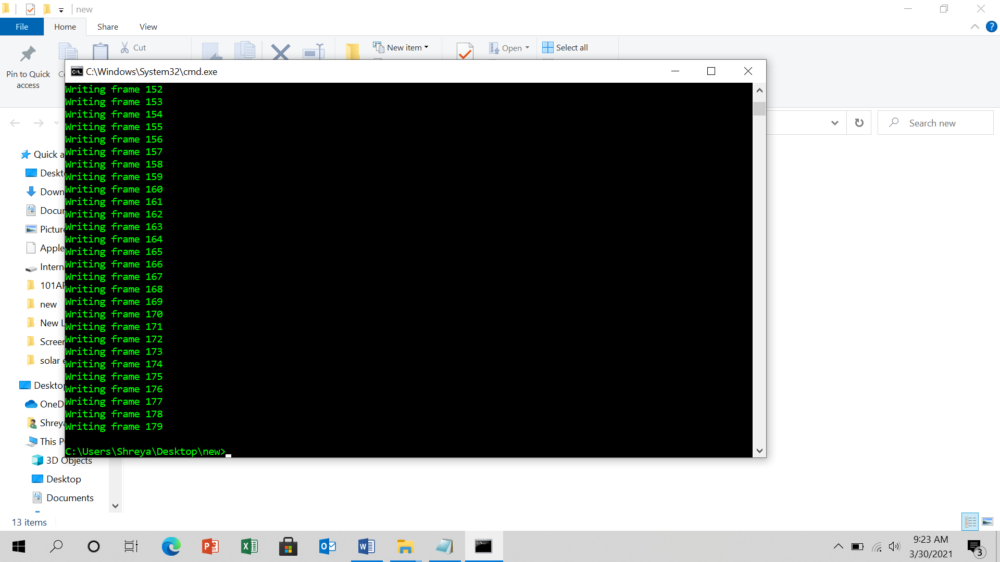 new
File
Home
Share
View
Pin to Quick
access
Cut
New item
Open
Select all
C:\Windows\System32\cmd.exe
Writing frame 152
Writing frame 153
Writing frame 154
Writing frame 155
Writing frame 156
Writing frame 157
Writing frame 158
Writing frame 159
Writing frame 160
Writing frame 161
Writing frame 162
Writing frame 163
Writing frame 164
Writing frame 165
Writing frame 166
Writing frame 167
Writing frame 168
Writing frame 169
Writing frame 170
Writing frame 171
Writing frame 172
Writing frame 173
Writing frame 174
Writing frame 175
Writing frame 176
Writing frame 177
Writing frame 178
Writing frame 179
C:\Users\Shreya\Desktop\new>
Search new
Quick a
Deskt
Down
Docur
Picture
Apple
Intern
101AP
new
New L
Screer
solar e
Desktop
OneD
Shreya
This P
3D Objects
Desktop
Documents
13 items
9:23 AM
3/30/2021
3